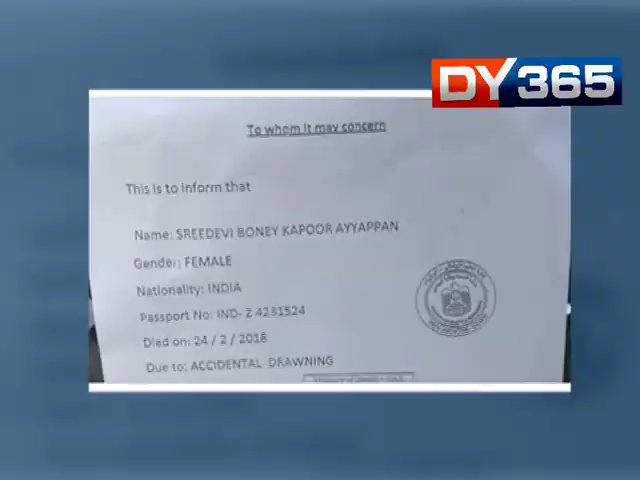 DY365
To whom it may concern
This is to inform that
Name: SREEDEVI BONEY KAPOOR AYYAPPAN
Gender: FEMALE
Nationality: INDIA
Passport No: IND- Z 4231524
Died on: 24 / 2 / 2018
Due to: ACCIDENTAL DRAWNING